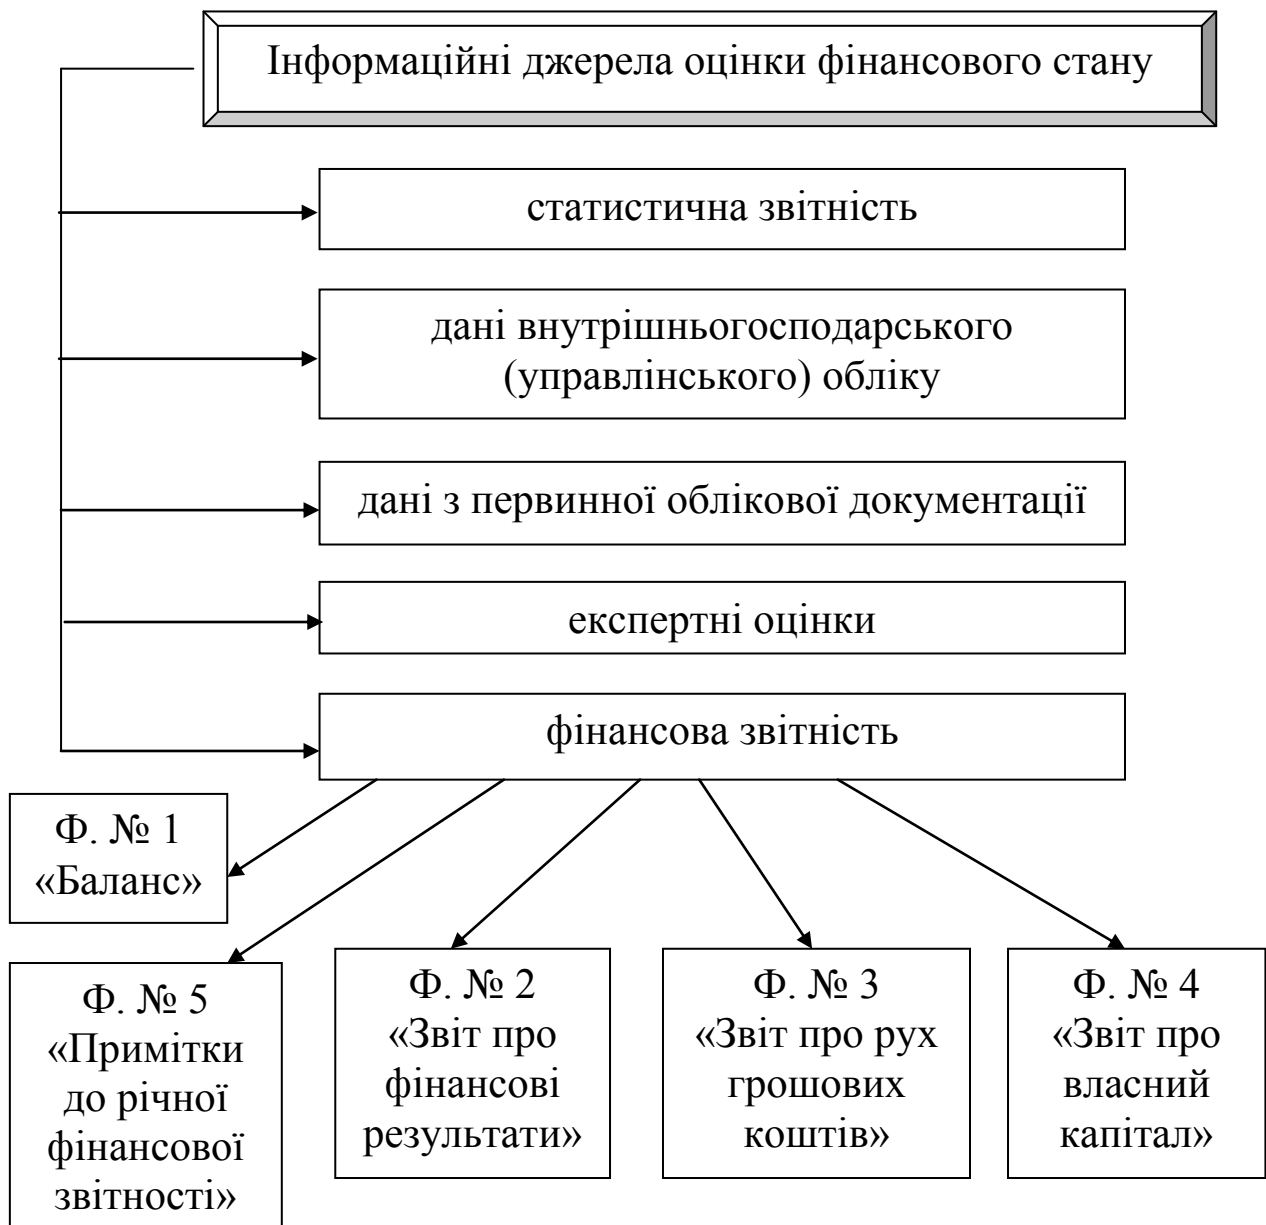 Інформаційні джерела оцінки фінансового стану
статистична звітність
дані внутрішньогосподарського
(управлінського) обліку
дані з первинної облікової документації
експертні оцінки
фінансова звітність
Ф. № 1
«Баланс»
Ф. № 5
«Примітки
до річної
фінансової
звітності»
Ф. № 2
«Звіт про
фінансові
результати»
Ф. № 3
«Звіт про рух
грошових
коштів»
Ф. № 4
«Звіт про
власний
капітал»